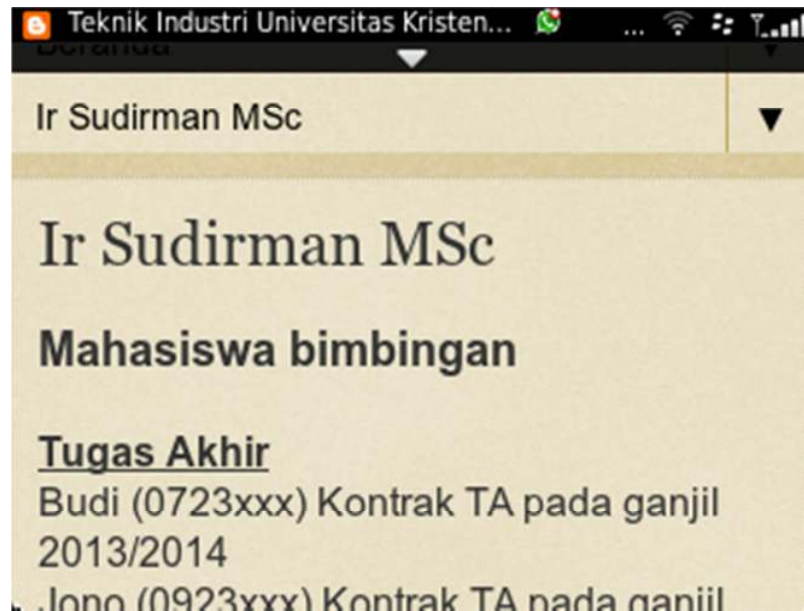 Teknik Industri Universitas Kristen... ...
Beranda
Ir Sudirman MSc
Ir Sudirman MSc
Mahasiswa bimbingan
Tugas Akhir
Budi (0723xxx) Kontrak TA pada ganjil
2013/2014
Jono (0923xxx) Kontrak TA pada ganjil